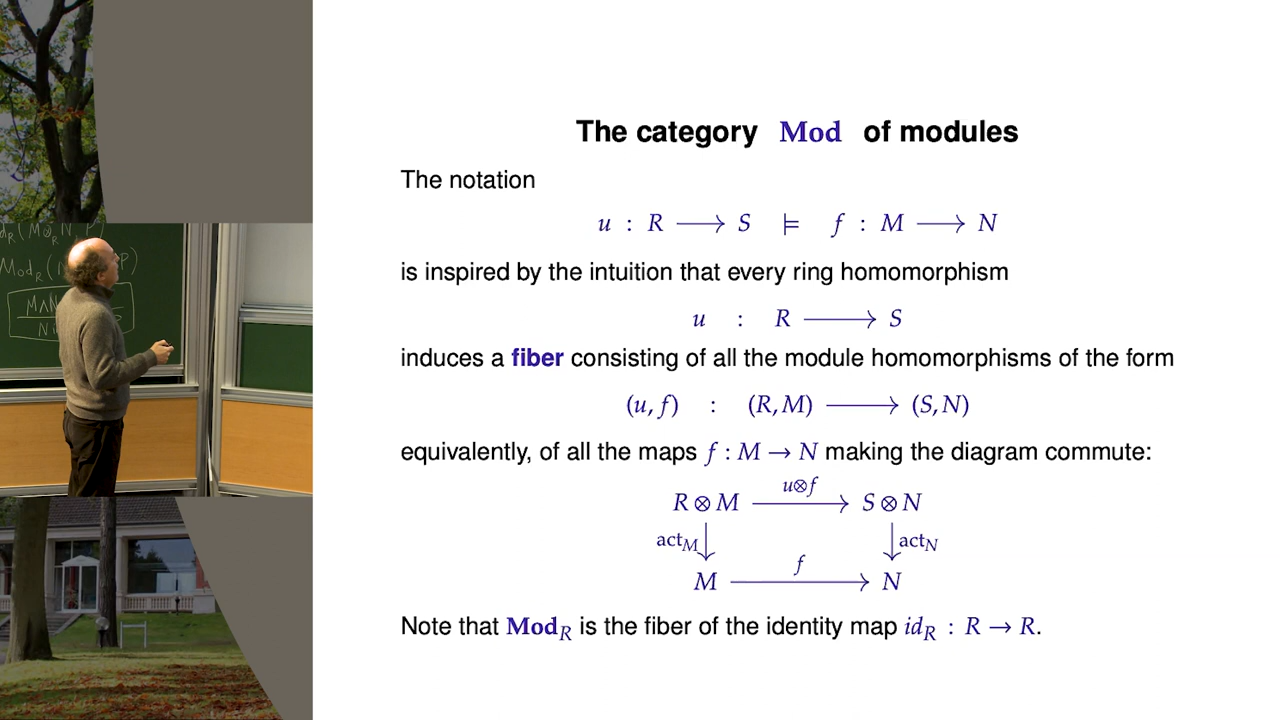 The category Mod of modules
The notation
u : R ⟶ S ⊨ f : M ⟶ N
is inspired by the intuition that every ring homomorphism
u : R ⟶ S
induces a fiber consisting of all the module homomorphisms of the form
(u, f) : (R, M) ⟶ (S, N)
equivalently, of all the maps f : M → N making the diagram commute:
R ⊗ M u⊗f ⟶ S ⊗ N
act_M ↓ ↓ act_N
M f ⟶ N
Note that Mod_R is the fiber of the identity map id_R : R → R.